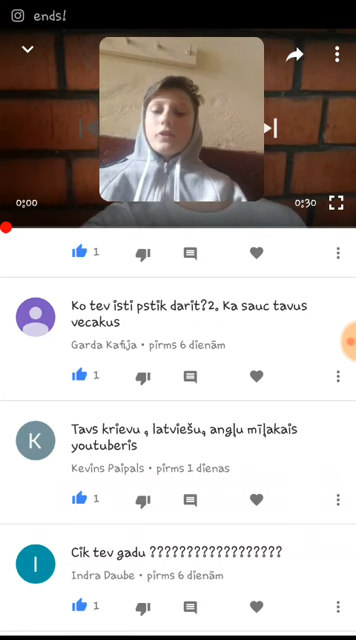 ends!
0:00
0:30
1
Ko tev īsti pstīk darīt?2. Ka sauc tavus
vecakus
Garda Kafija • pirms 6 dienām
1
K
Tavs krievu , latviešu, angļu mīļakais
youtuberis
Kevins Paipals • pirms 1 dienas
1
I
Cik tev gadu ??????????????????
Indra Daube • pirms 6 dienām
1